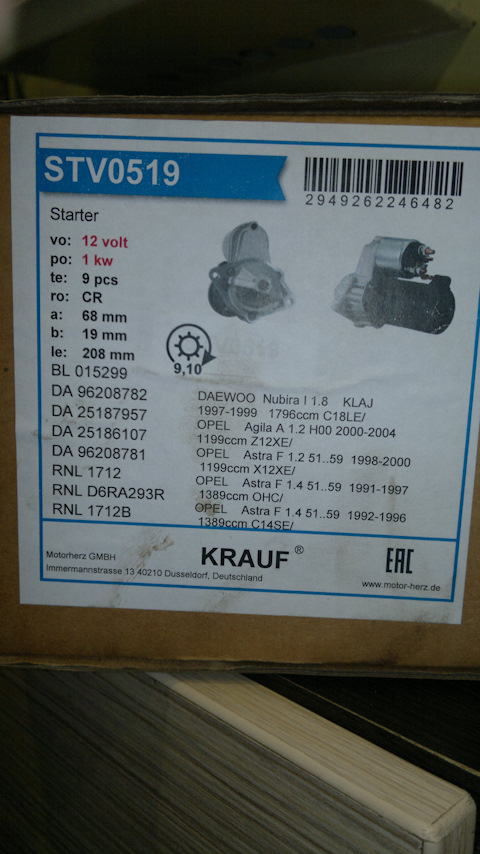 STV0519
2949262246482
Starter
vo: 12 volt
po: 1 kw
te: 9 pcs
ro: CR
a: 68 mm
b: 19 mm
le: 208 mm
9,10
BL 015299
DA 96208782
DA 25187957
DA 25186107
DA 96208781
RNL 1712
RNL D6RA293R
RNL 1712B
DAEWOO Nubira I 1.8 KLAJ
1997-1999 1796ccm C18LE/
OPEL Agila A 1.2 H00 2000-2004
1199ccm Z12XE/
OPEL Astra F 1.2 51..59 1998-2000
1199ccm X12XE/
OPEL Astra F 1.4 51..59 1991-1997
1389ccm OHC/
OPEL Astra F 1.4 51..59 1992-1996
1389ccm C14SE/
Motorherz GMBH
Immermannstrasse 13 40210 Dusseldorf, Deutschland
KRAUF ®
EAC
www.motor-herz.de